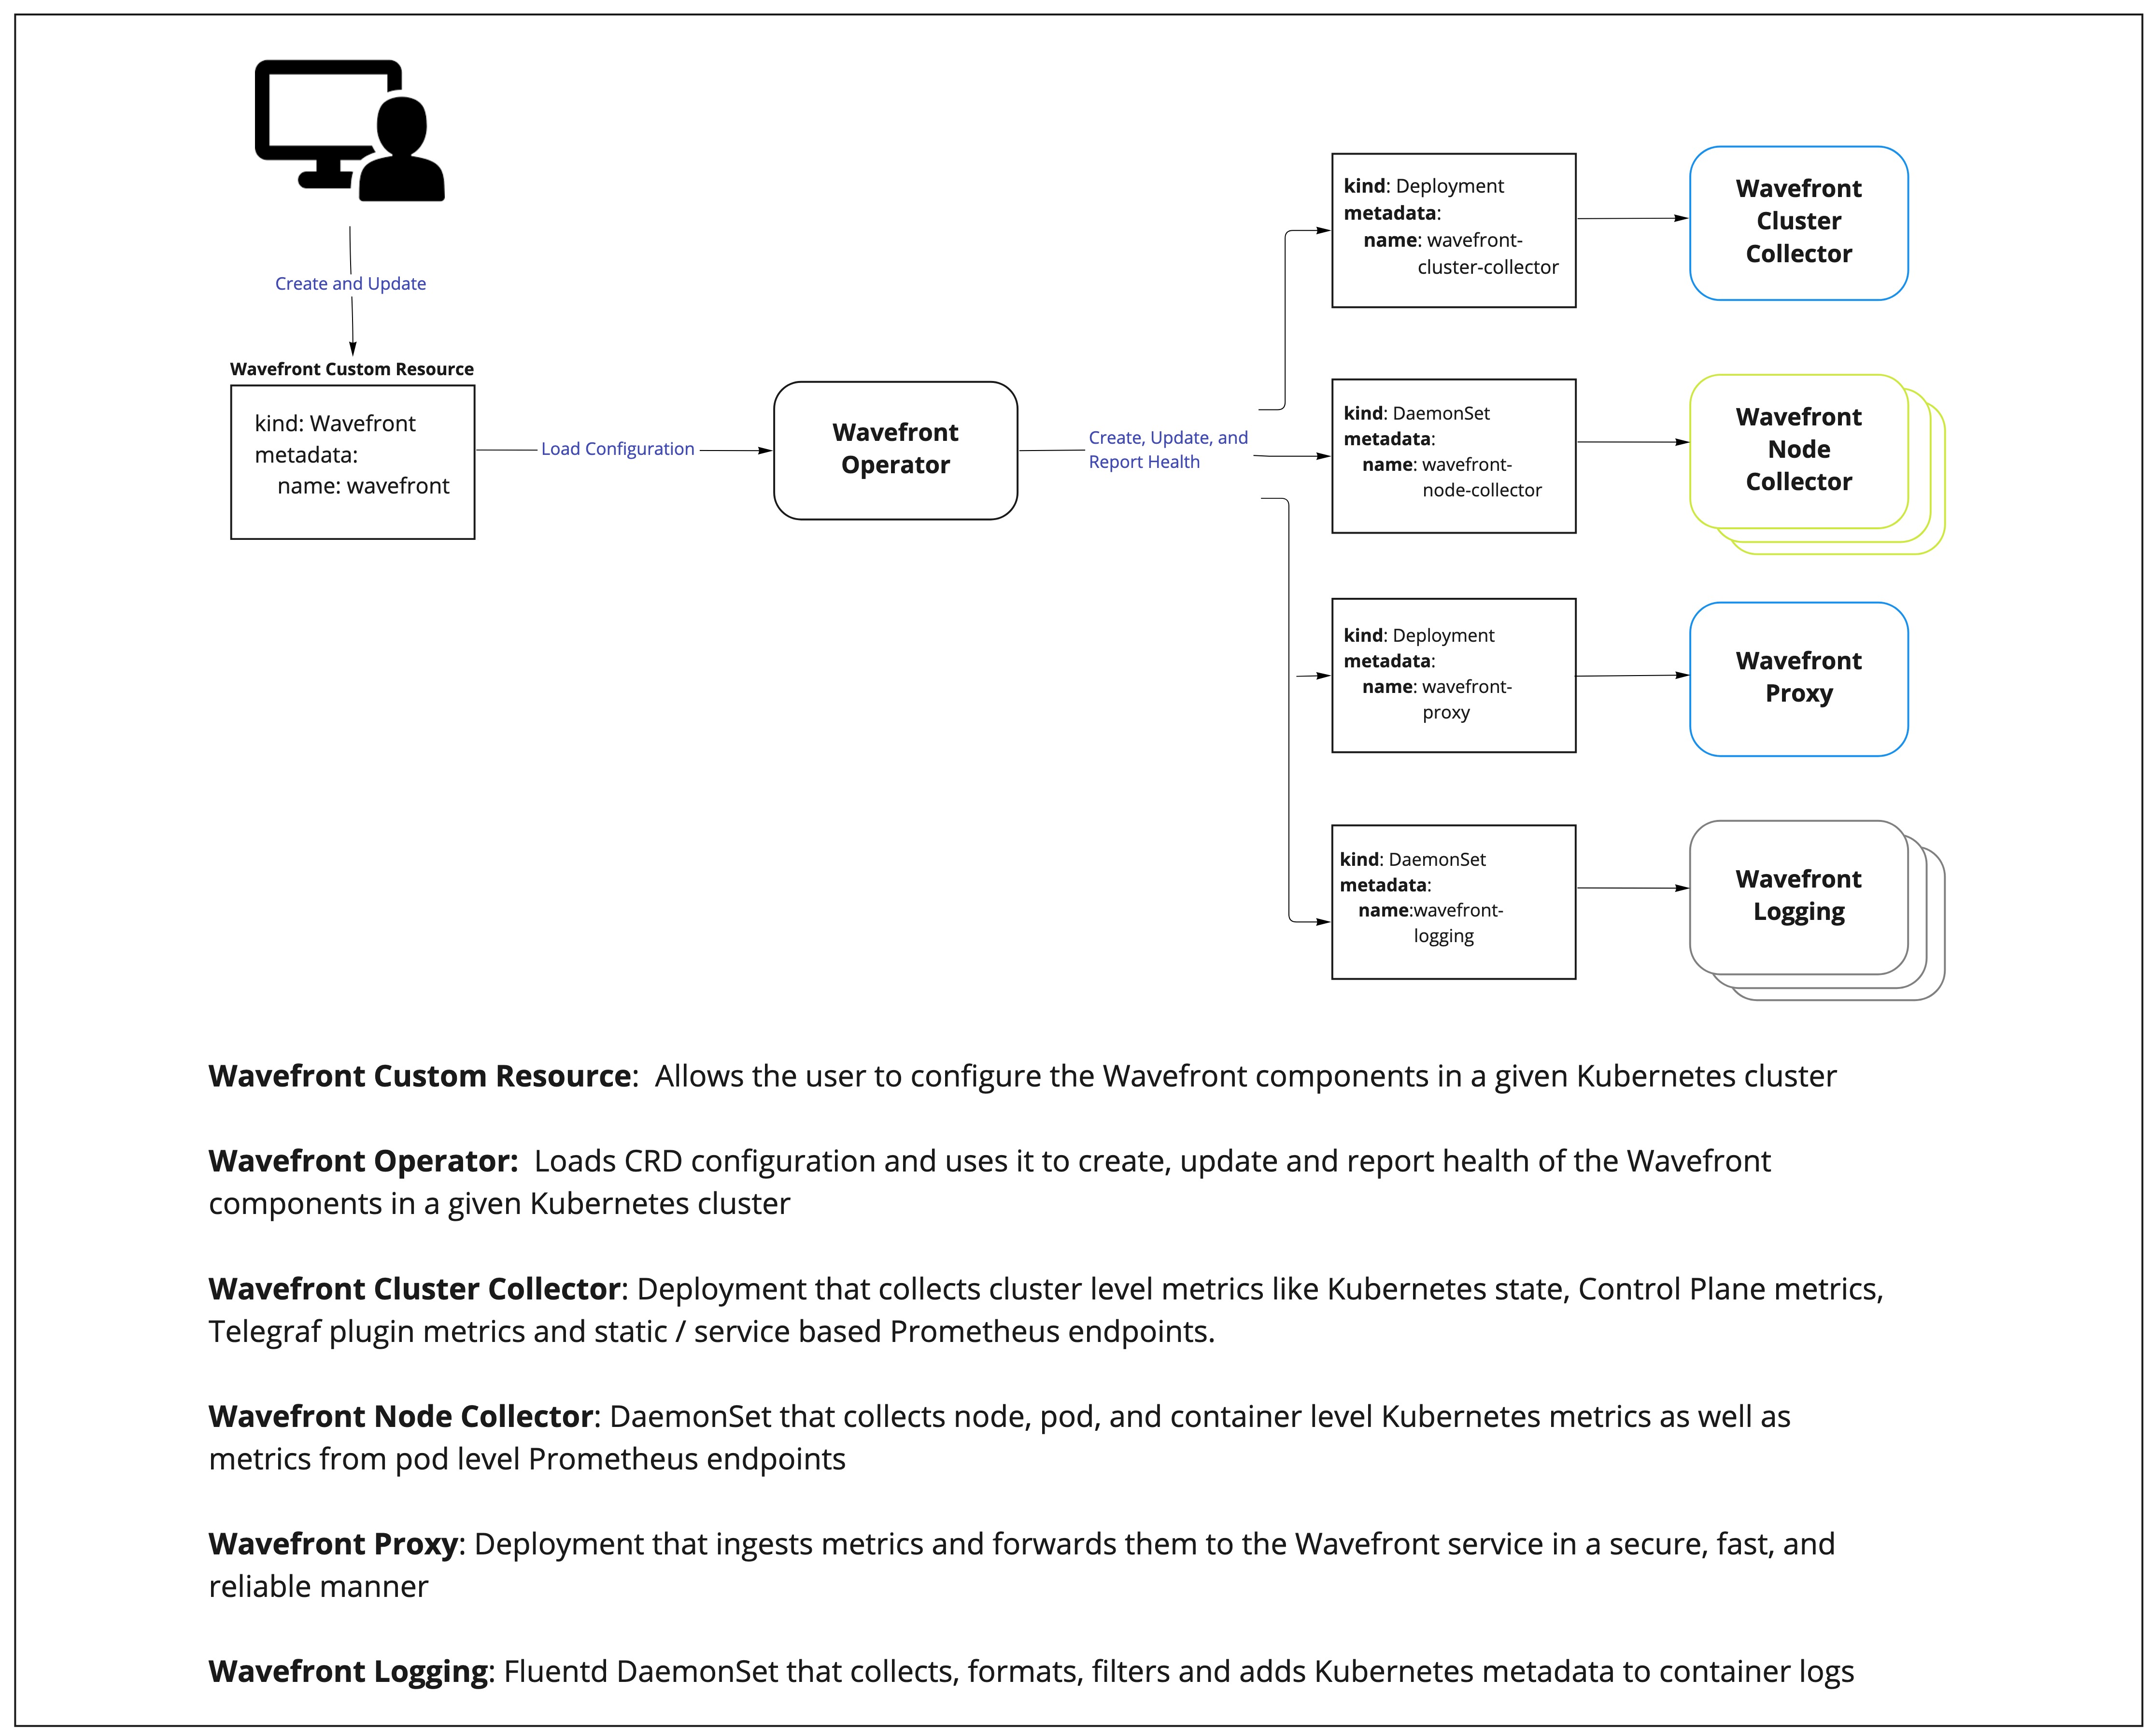 Create and Update
Wavefront Custom Resource
kind: Wavefront
metadata:
name: wavefront
Load Configuration
Wavefront
Operator
Create, Update, and
Report Health
kind: Deployment
metadata:
name: wavefront-
cluster-collector
Wavefront
Cluster
Collector
kind: DaemonSet
metadata:
name: wavefront-
node-collector
Wavefront
Node
Collector
kind: Deployment
metadata:
name: wavefront-
proxy
Wavefront
Proxy
kind: DaemonSet
metadata:
name:wavefront-
logging
Wavefront
Logging
Wavefront Custom Resource:  Allows the user to configure the Wavefront components in a given Kubernetes cluster
Wavefront Operator:  Loads CRD configuration and uses it to create, update and report health of the Wavefront
components in a given Kubernetes cluster
Wavefront Cluster Collector: Deployment that collects cluster level metrics like Kubernetes state, Control Plane metrics,
Telegraf plugin metrics and static / service based Prometheus endpoints.
Wavefront Node Collector: DaemonSet that collects node, pod, and container level Kubernetes metrics as well as
metrics from pod level Prometheus endpoints
Wavefront Proxy: Deployment that ingests metrics and forwards them to the Wavefront service in a secure, fast, and
reliable manner
Wavefront Logging: Fluentd DaemonSet that collects, formats, filters and adds Kubernetes metadata to container logs